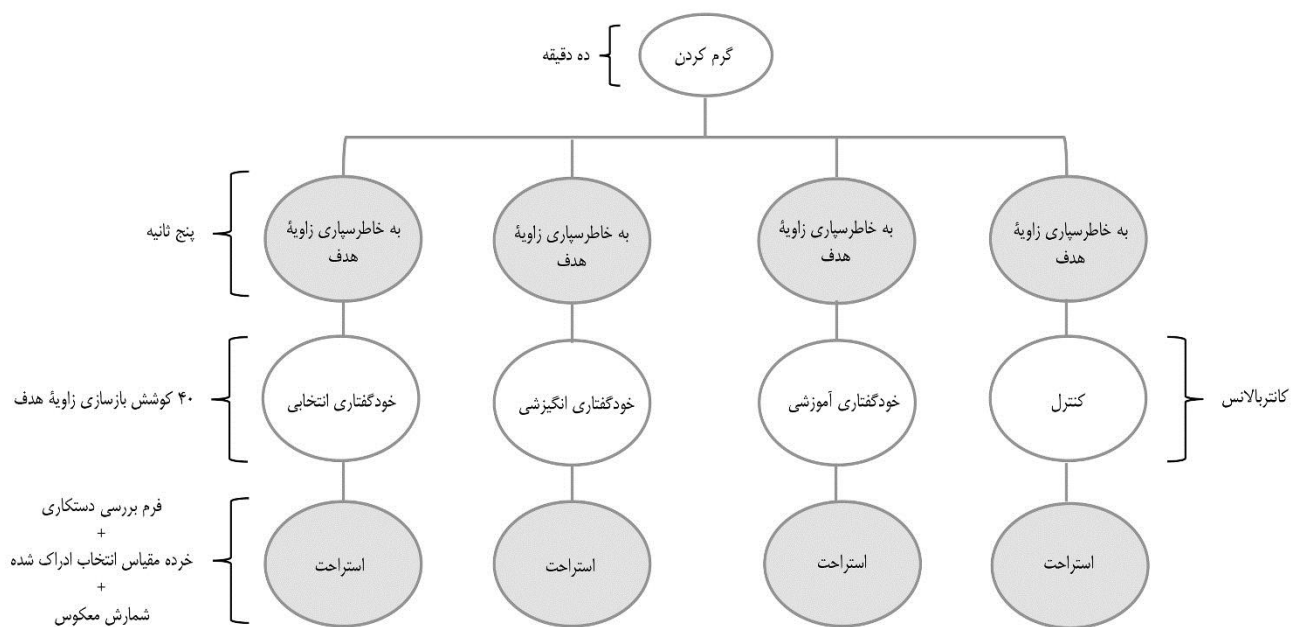 گرم کردن
ده دقیقه
به خاطرسپاری زاویهٔ
هدف
به خاطرسپاری زاویهٔ
هدف
به خاطرسپاری زاویهٔ
هدف
به خاطرسپاری زاویهٔ
هدف
پنج ثانیه
کانتربالانس
کنترل
خودگفتاری آموزشی
خودگفتاری انگیزشی
خودگفتاری انتخابی
۴۰ کوشش بازسازی زاویهٔ هدف
استراحت
استراحت
استراحت
استراحت
فرم بررسی دستکاری
+
خرده مقیاس انتخاب ادراک شده
+
شمارش معکوس